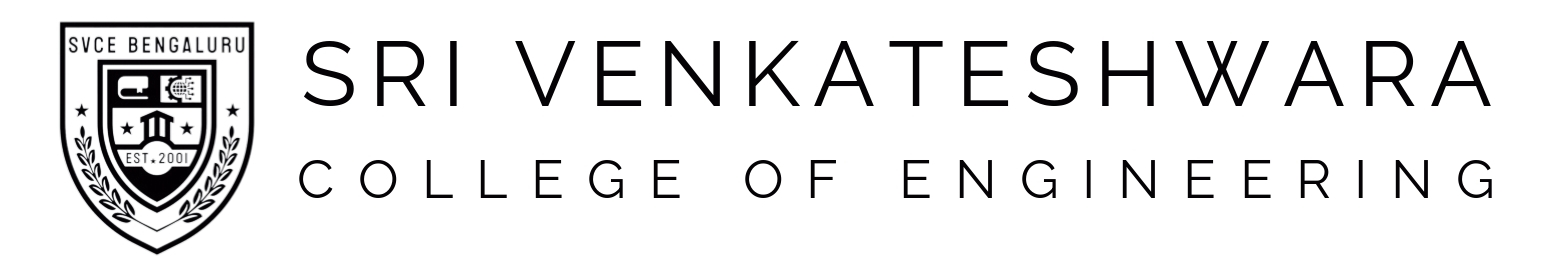 SVCE BENGALURU
EST. 2001
SRI VENKATESHWARA
COLLEGE OF ENGINEERING